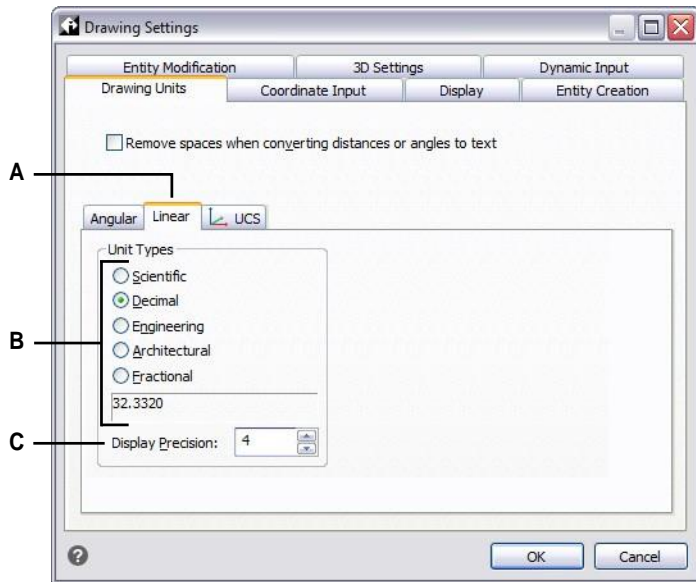 Drawing Settings
Entity Modification 3D Settings Dynamic Input
Drawing Units Coordinate Input Display Entity Creation
Remove spaces when converting distances or angles to text
A
Angular Linear UCS
Unit Types
Scientific
Decimal
Engineering
B
Architectural
Fractional
32.3320
C
Display Precision: 4
? OK Cancel